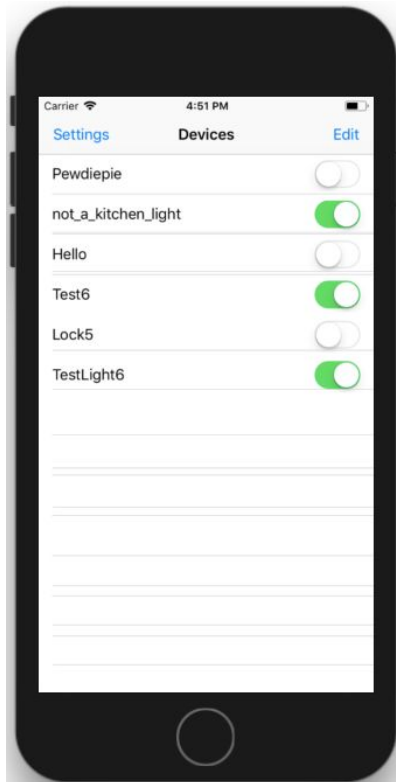 Carrier 4:51 PM
Settings Devices Edit
Pewdiepie
not_a_kitchen_light
Hello
Test6
Lock5
TestLight6